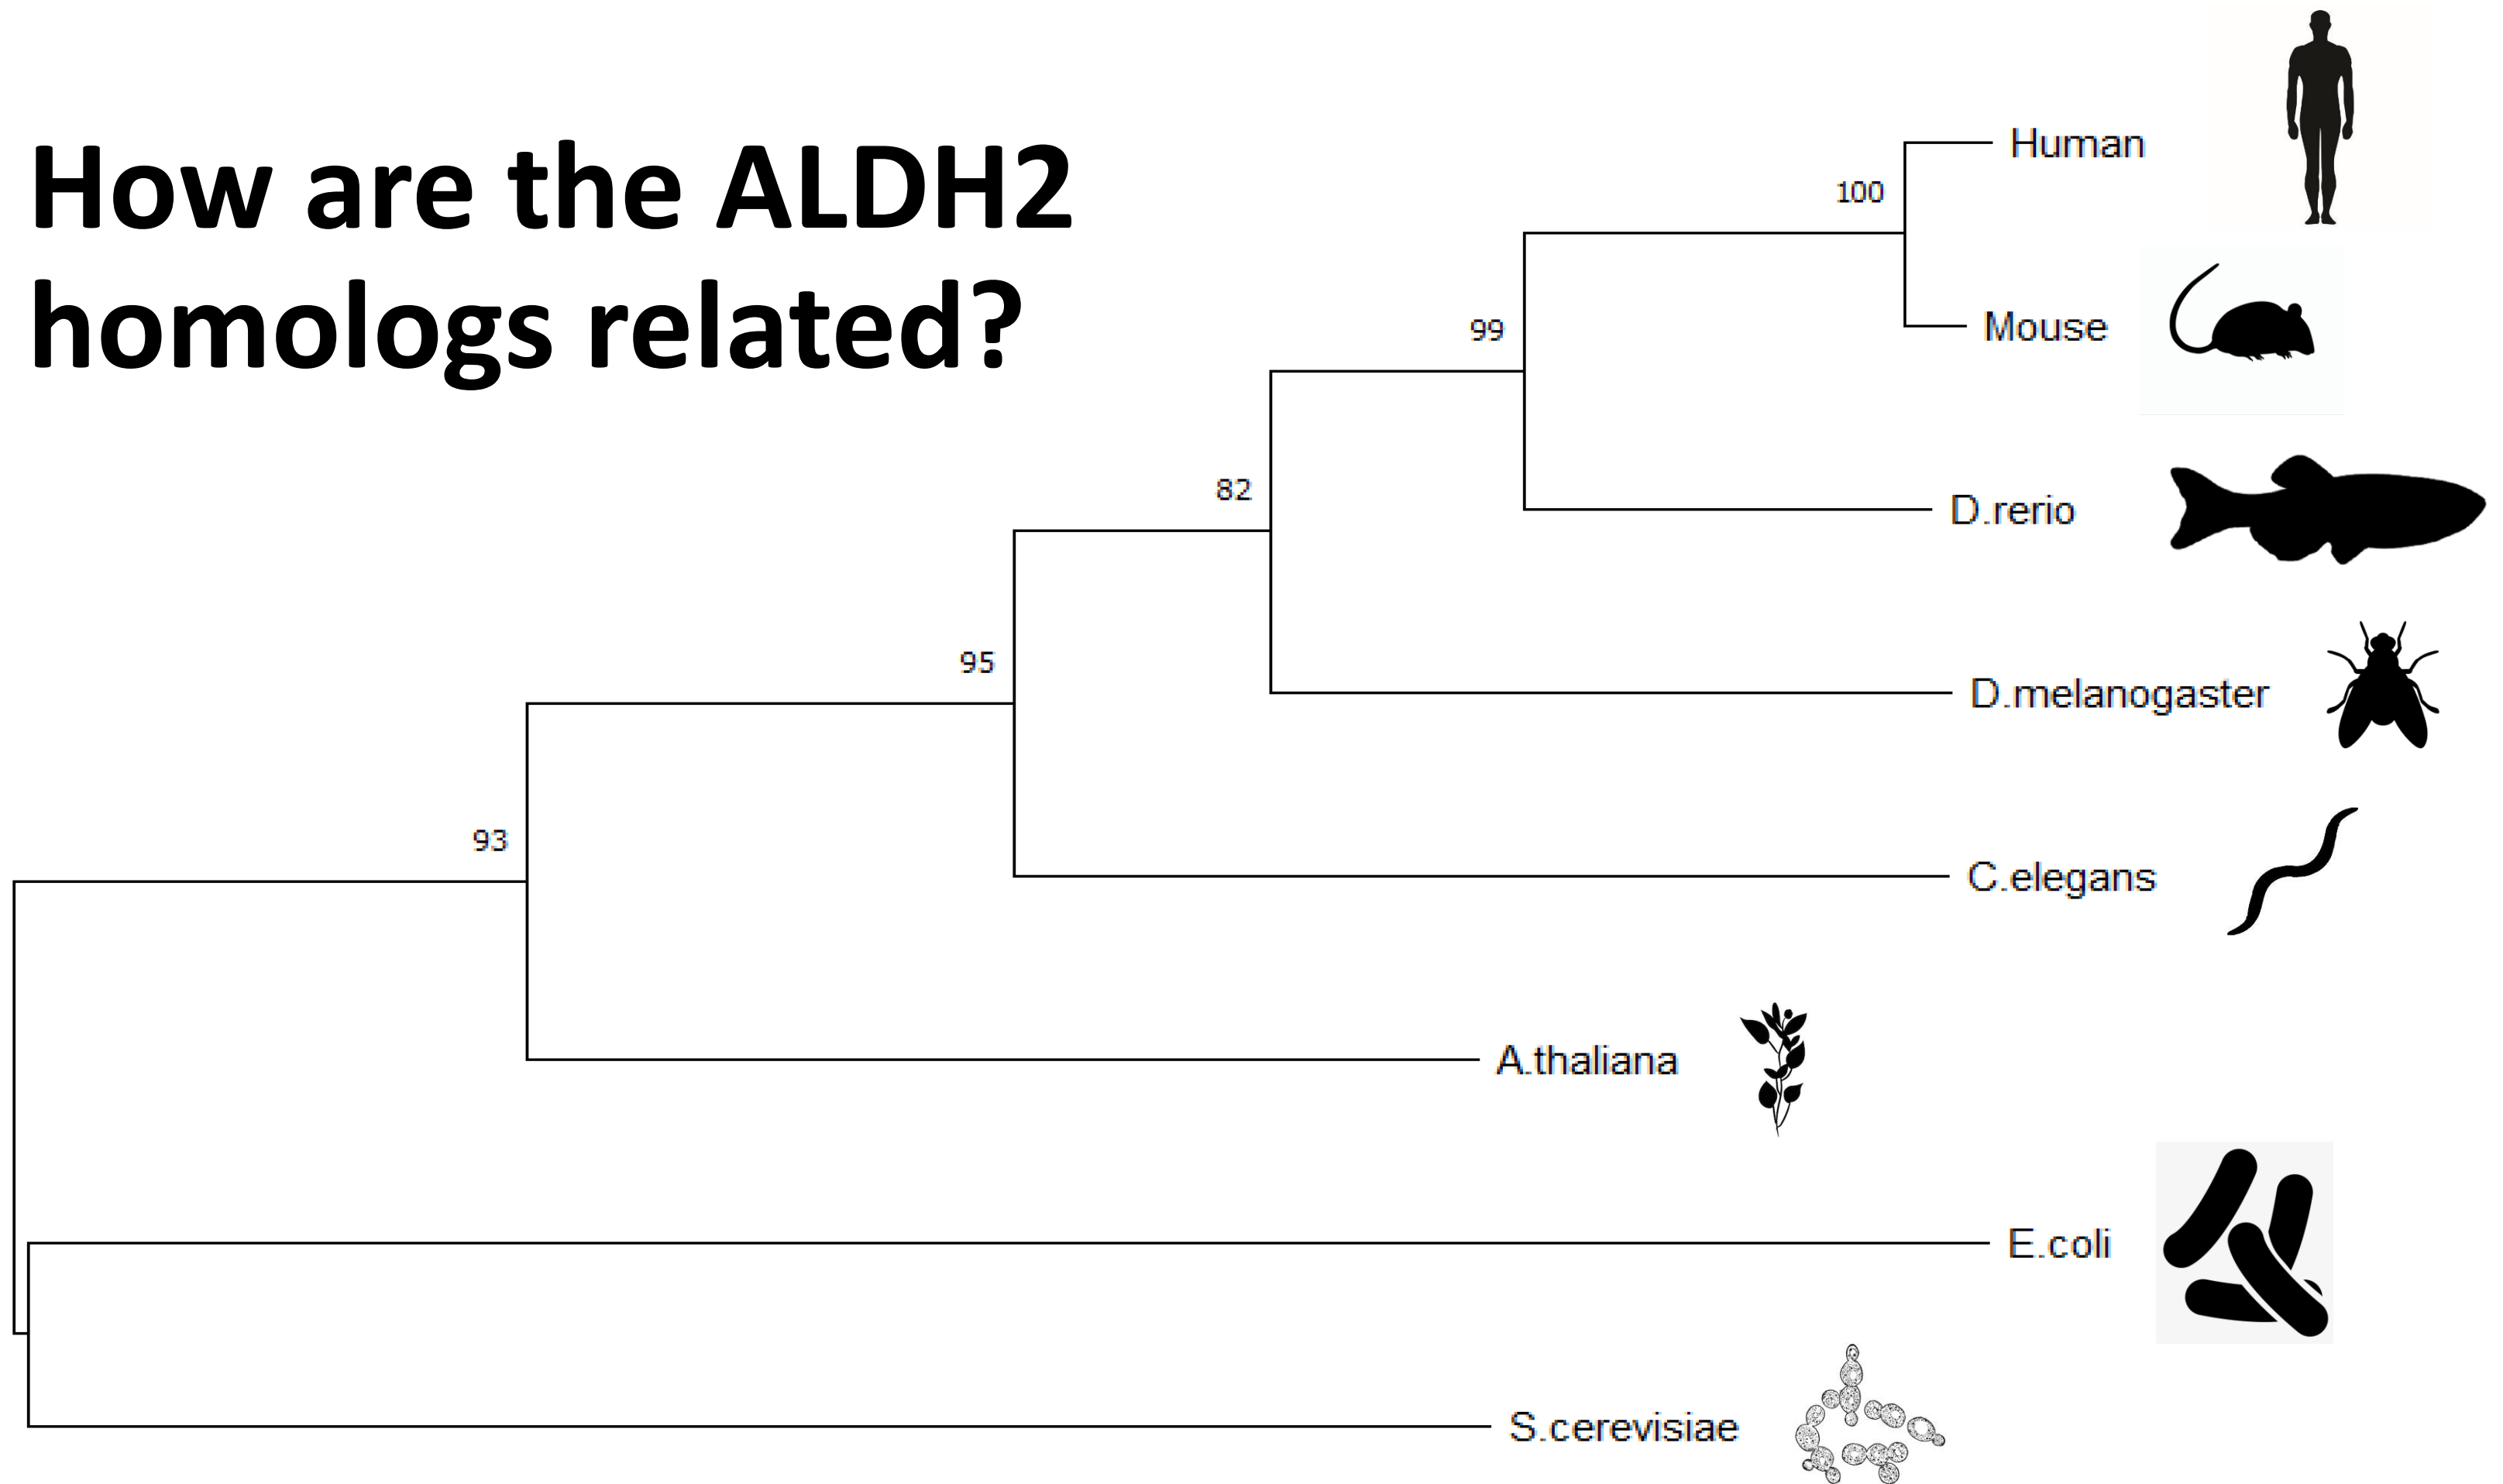 How are the ALDH2
homologs related?
Human
100
Mouse
99
D.rerio
82
D.melanogaster
95
C.elegans
93
A.thaliana
E.coli
S.cerevisiae